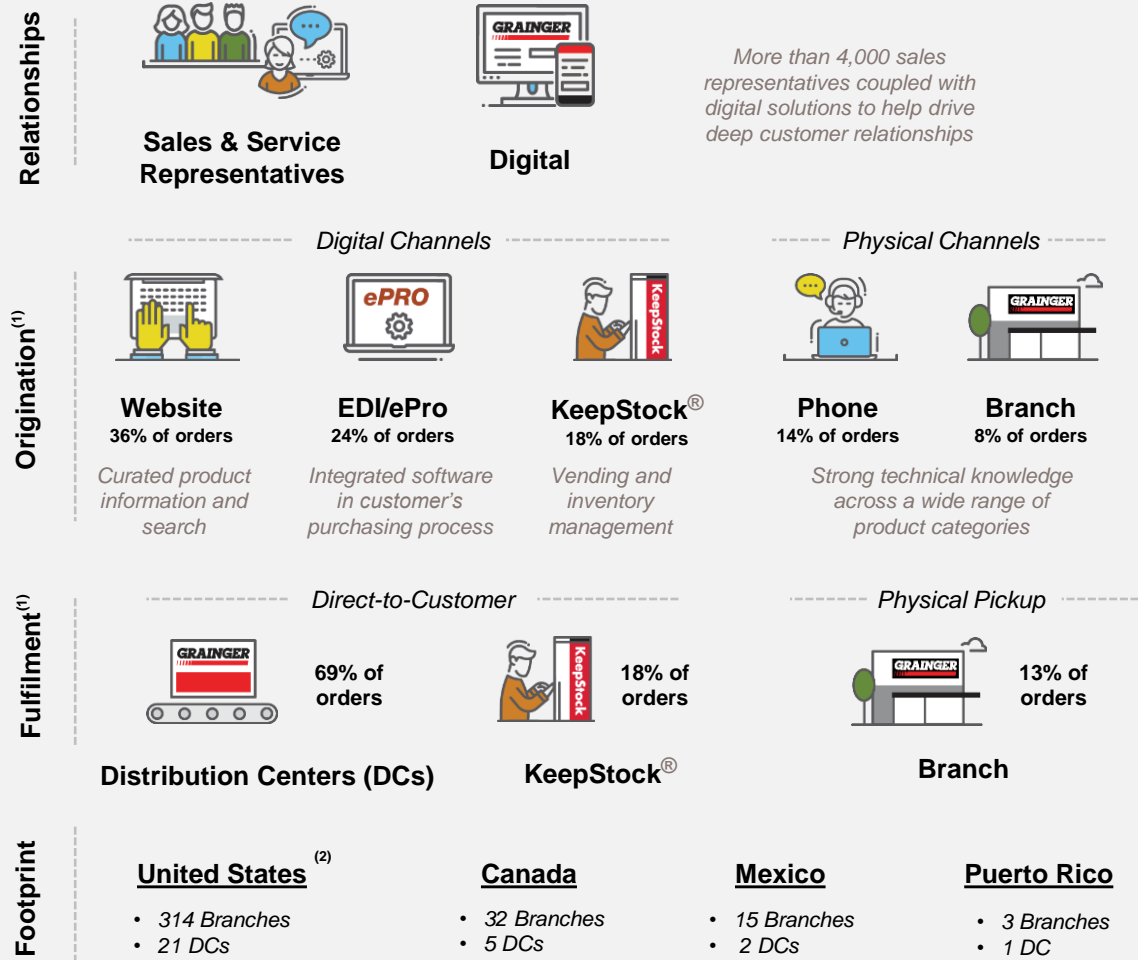 Relationships
GRAINGER
Sales & Service
Representatives
Digital
More than 4,000 sales
representatives coupled with
digital solutions to help drive
deep customer relationships
Origination(1)
Digital Channels
Physical Channels
ePRO
KeepStock
GRAINGER
Website
36% of orders
EDI/ePro
24% of orders
KeepStock®
18% of orders
Phone
14% of orders
Branch
8% of orders
Curated product
information and
search
Integrated software
in customer's
purchasing process
Vending and
inventory
management
Strong technical knowledge
across a wide range of
product categories
Fulfilment(1)
Direct-to-Customer
Physical Pickup
GRAINGER
69% of
orders
KeepStock
18% of
orders
GRAINGER
13% of
orders
Distribution Centers (DCs)
KeepStock®
Branch
Footprint
United States (2)
• 314 Branches
• 21 DCs
Canada
• 32 Branches
• 5 DCs
Mexico
• 15 Branches
• 2 DCs
Puerto Rico
• 3 Branches
• 1 DC